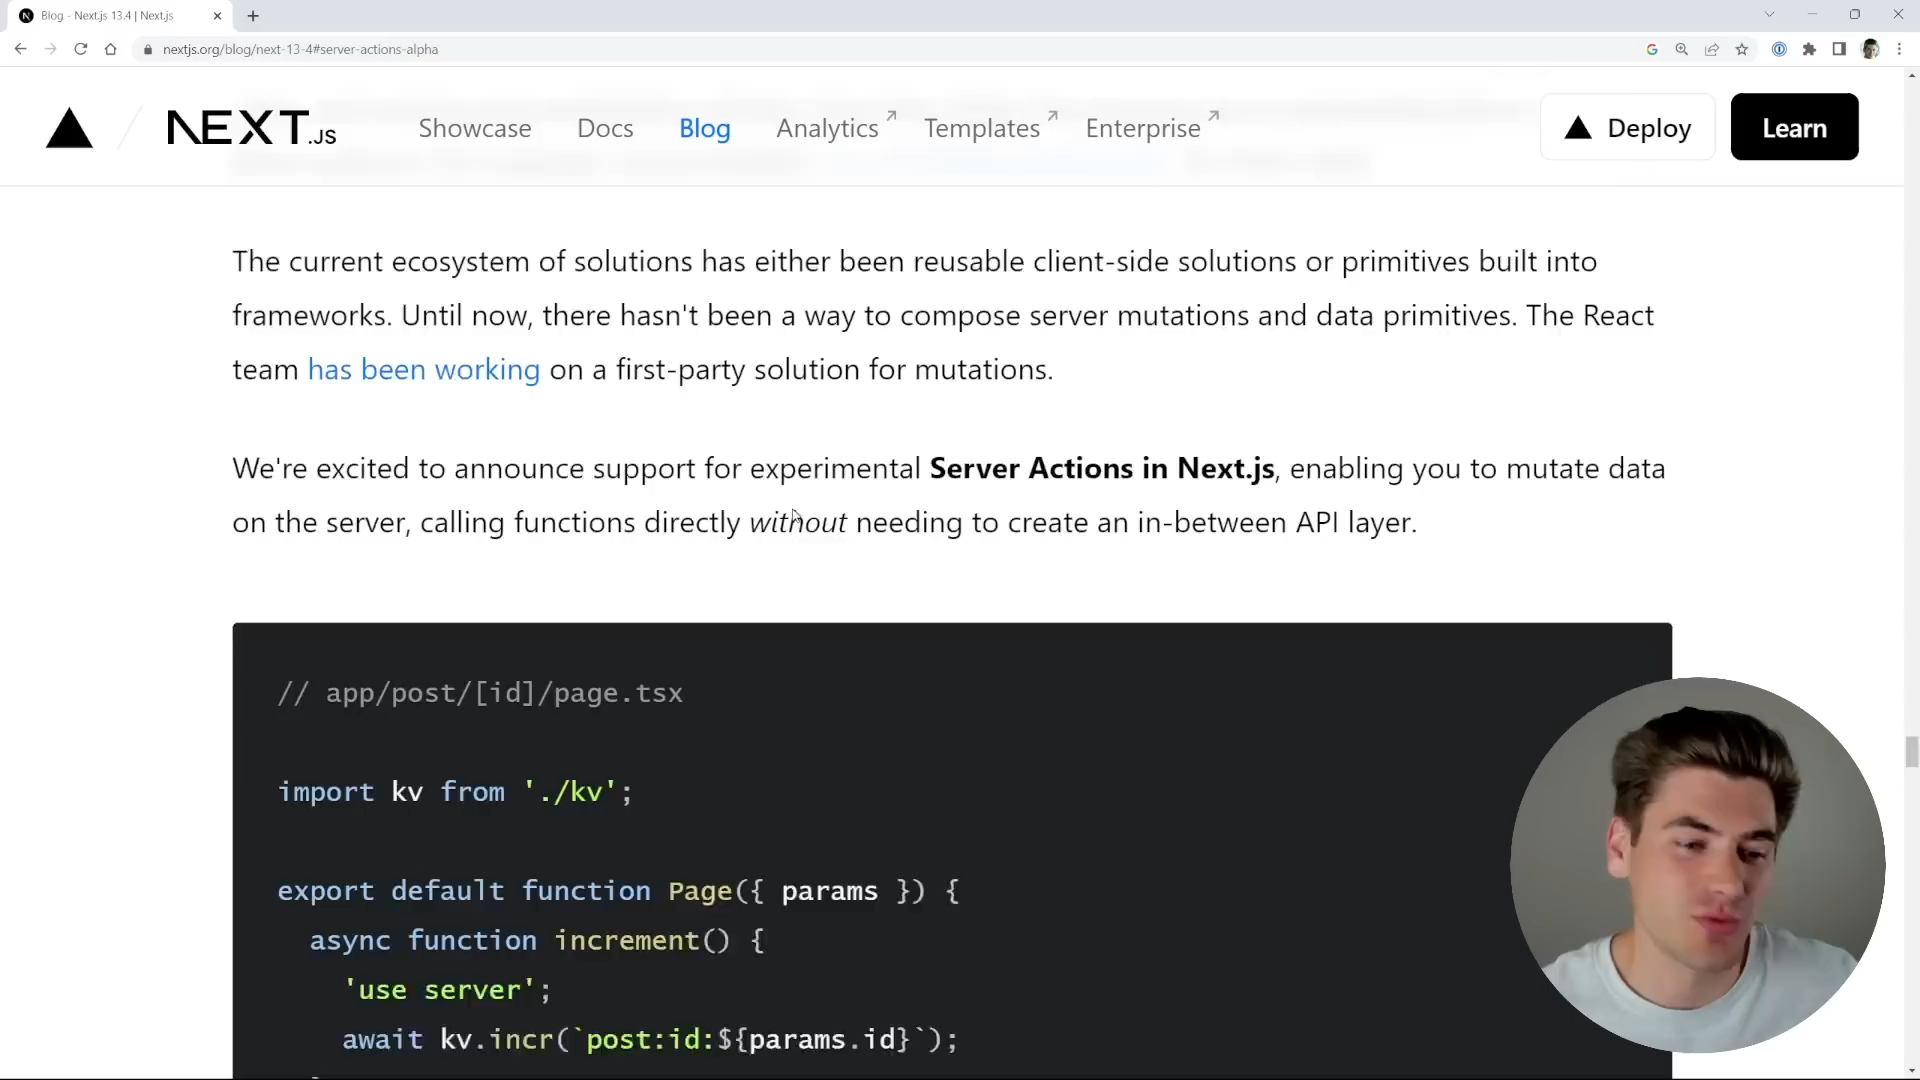 Blog - Next.js 13.4 | Next.js
nextjs.org/blog/next-13-4#server-actions-alpha
NEXT.JS
Showcase
Docs
Blog
Analytics
Templates
Enterprise
Deploy
Learn
The current ecosystem of solutions has either been reusable client-side solutions or primitives built into
frameworks. Until now, there hasn't been a way to compose server mutations and data primitives. The React
team has been working on a first-party solution for mutations.
We're excited to announce support for experimental Server Actions in Next.js, enabling you to mutate data
on the server, calling functions directly without needing to create an in-between API layer.
// app/post/[id]/page.tsx
import kv from './kv';
export default function Page({ params }) {
async function increment() {
'use server';
await kv.incr(`post:id:${params.id}`);